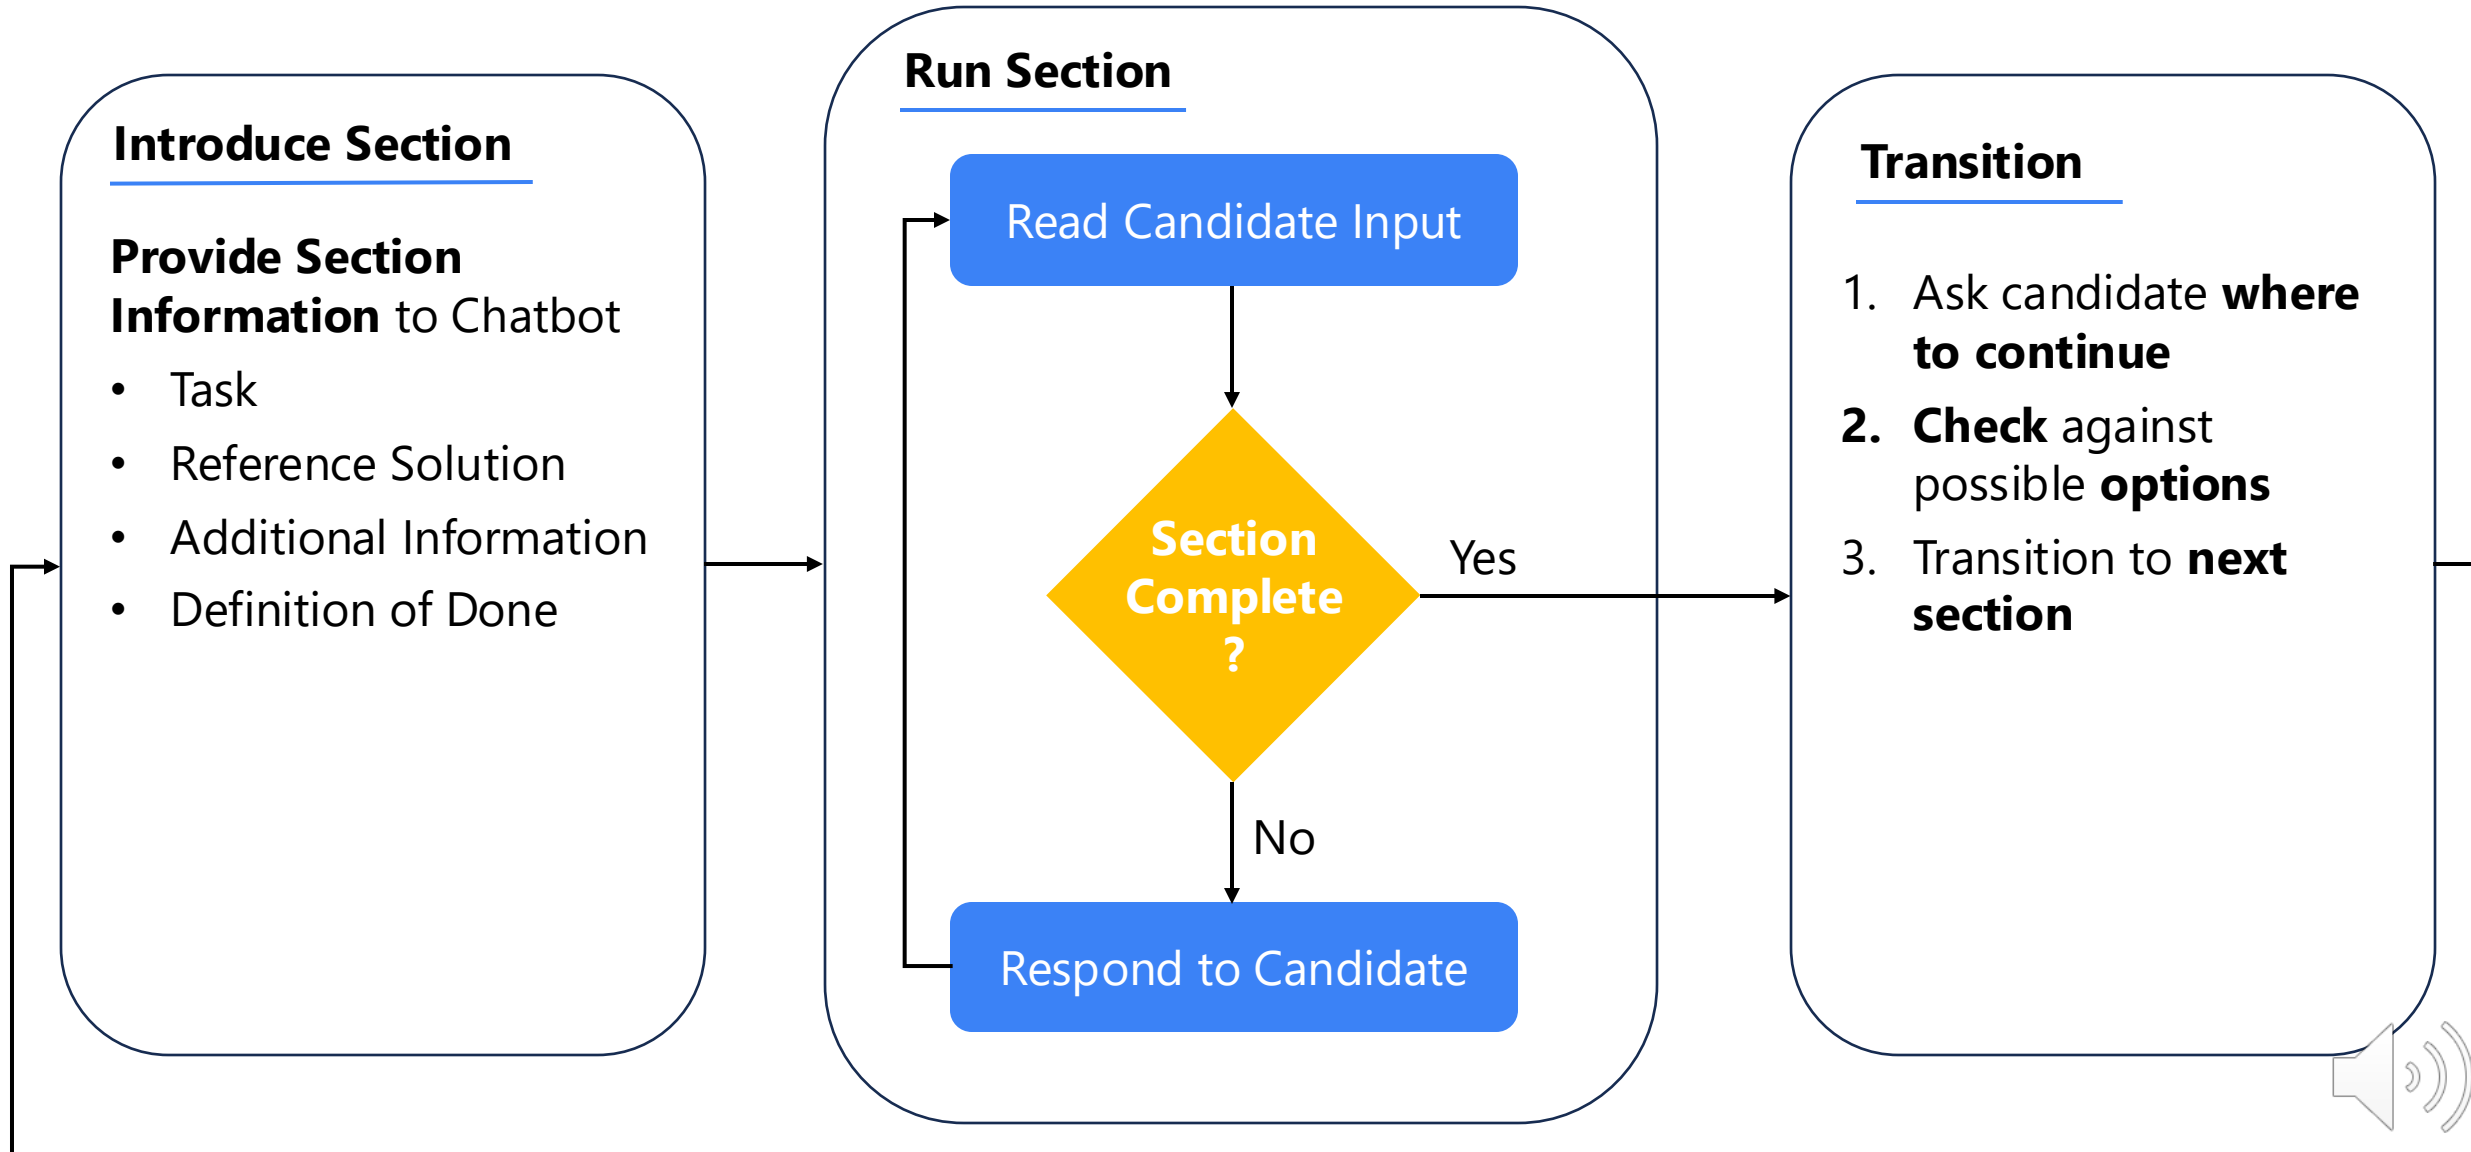 Introduce Section
Provide Section
Information to Chatbot
• Task
• Reference Solution
• Additional Information
• Definition of Done
Run Section
Read Candidate Input
Section
Complete
?
Yes
No
Respond to Candidate
Transition
1. Ask candidate where
to continue
2. Check against
possible options
3. Transition to next
section